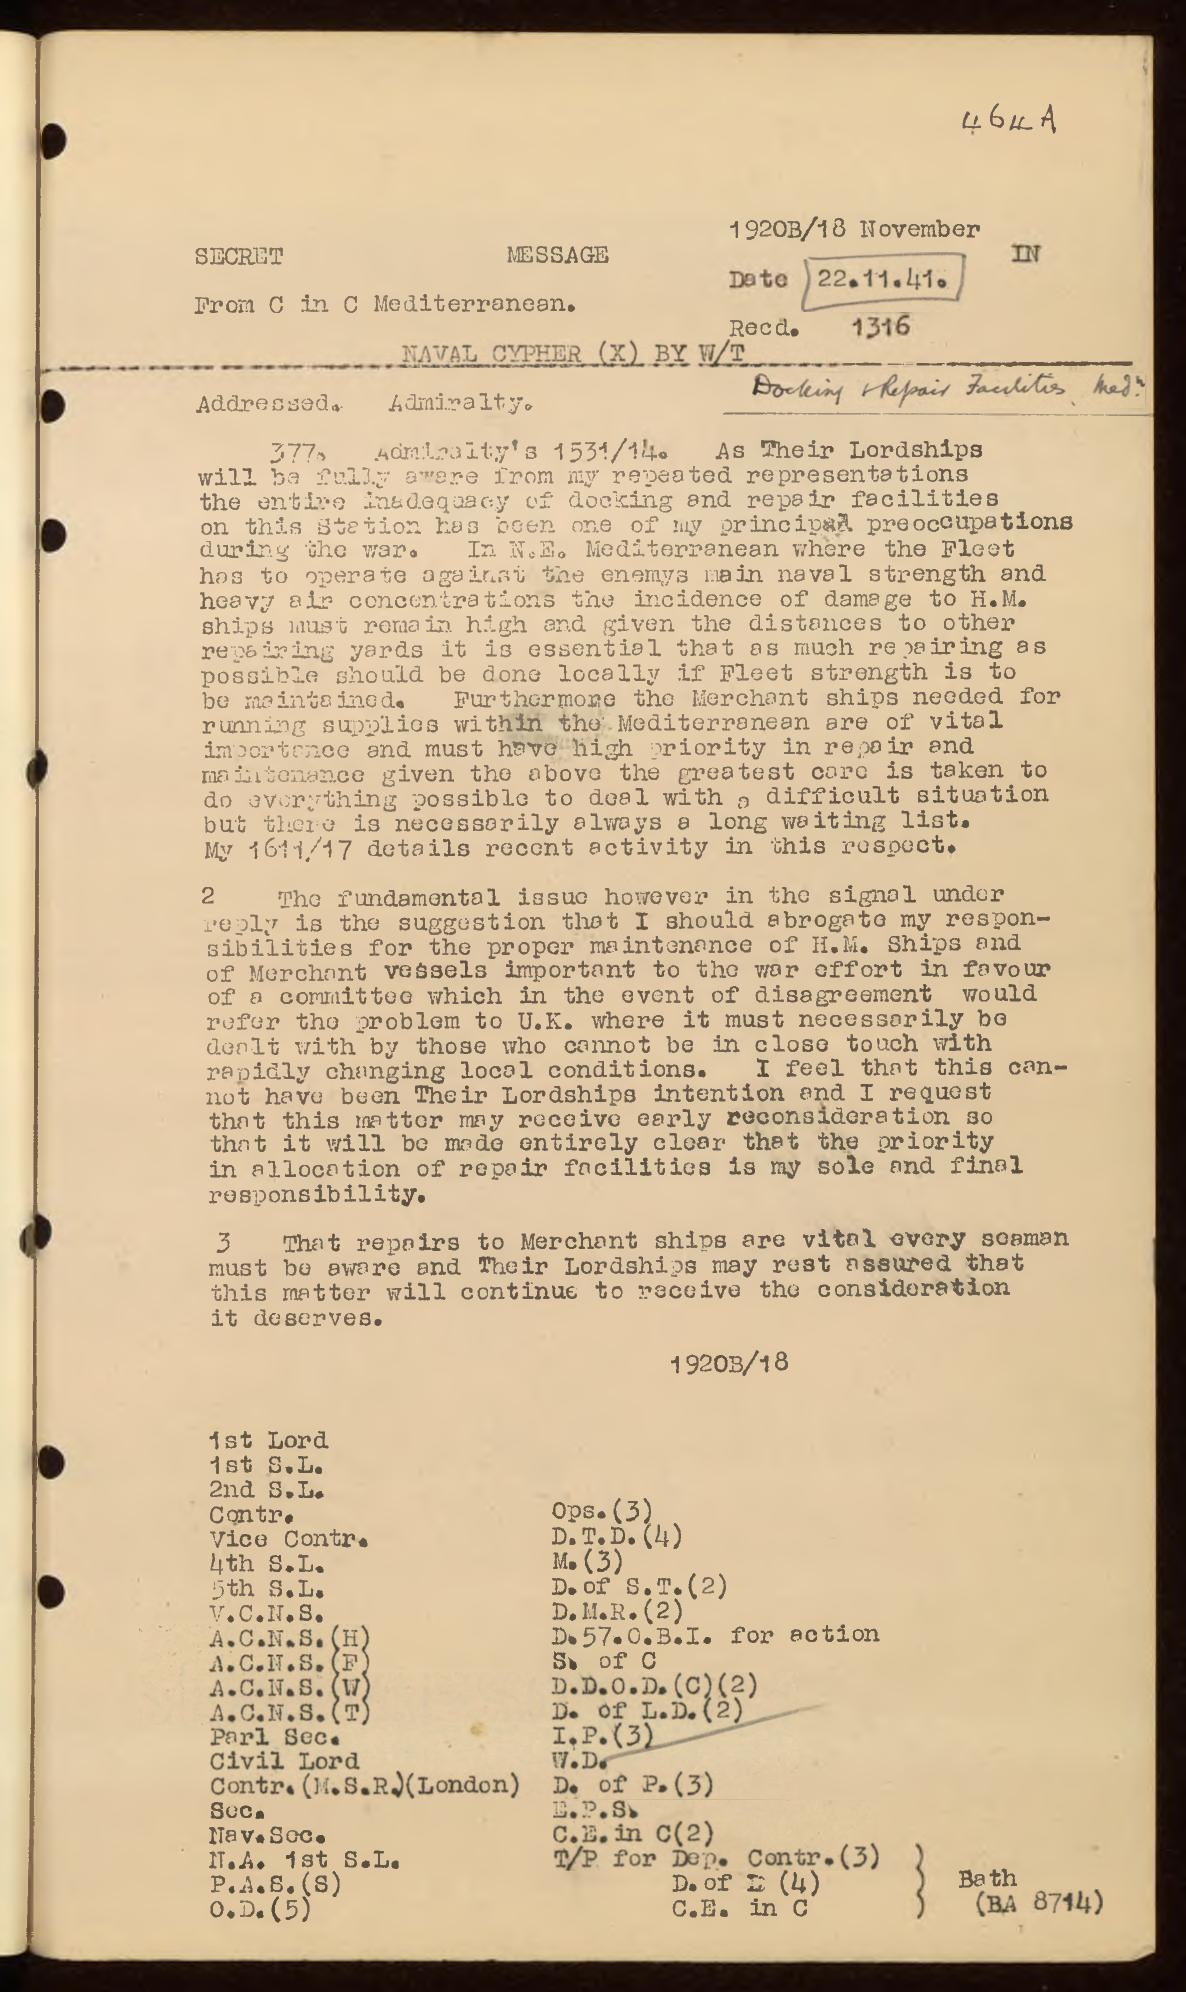 464A
1920B/18 November
SECRET MESSAGE IN
Date 22.11.41.
From C in C Mediterranean.
Recd. 1316
NAVAL CYPHER (X) BY W/T
Docking & Repair Facilities, Medn.
Addressed. Admiralty.
377. Admiralty's 1531/14. As Their Lordships
will be fully aware from my repeated representations
the entire inadequacy of docking and repair facilities
on this Station has been one of my principal preoccupations
during the war. In N.E. Mediterranean where the Fleet
has to operate against the enemys main naval strength and
heavy air concentrations the incidence of damage to H.M.
ships must remain high and given the distances to other
repairing yards it is essential that as much repairing as
possible should be done locally if Fleet strength is to
be maintained. Furthermore the Merchant ships needed for
running supplies within the Mediterranean are of vital
importance and must have high priority in repair and
maintenance given the above the greatest care is taken to
do everything possible to deal with a difficult situation
but there is necessarily always a long waiting list.
My 1611/17 details recent activity in this respect.
2 The fundamental issue however in the signal under
reply is the suggestion that I should abrogate my respon-
sibilities for the proper maintenance of H.M. Ships and
of Merchant vessels important to the war effort in favour
of a committee which in the event of disagreement would
refer the problem to U.K. where it must necessarily be
dealt with by those who cannot be in close touch with
rapidly changing local conditions. I feel that this can-
not have been Their Lordships intention and I request
that this matter may receive early reconsideration so
that it will be made entirely clear that the priority
in allocation of repair facilities is my sole and final
responsibility.
3 That repairs to Merchant ships are vital every seaman
must be aware and Their Lordships may rest assured that
this matter will continue to receive the consideration
it deserves.
1920B/18
1st Lord
1st S.L.
2nd S.L.
Contr. Ops.(3)
Vice Contr. D.T.D.(4)
4th S.L. M.(3)
5th S.L. D.of S.T.(2)
V.C.N.S. D.M.R.(2)
A.C.N.S.(H) D.57.O.B.I. for action
A.C.N.S.(F) S. of C
A.C.N.S.(W) D.D.O.D.(C)(2)
A.C.N.S.(T) D. of L.D.(2)
Parl Sec. I.P.(3)
Civil Lord W.D.
Contr.(M.S.R.)(London) D. of P.(3)
Sec. E.P.S.
Nav.Sec. C.E.in C(2)
N.A. 1st S.L. T/P for Dep. Contr.(3)
P.A.S.(S) D.of (4) Bath
O.D.(5) C.E. in C (BA 8714)